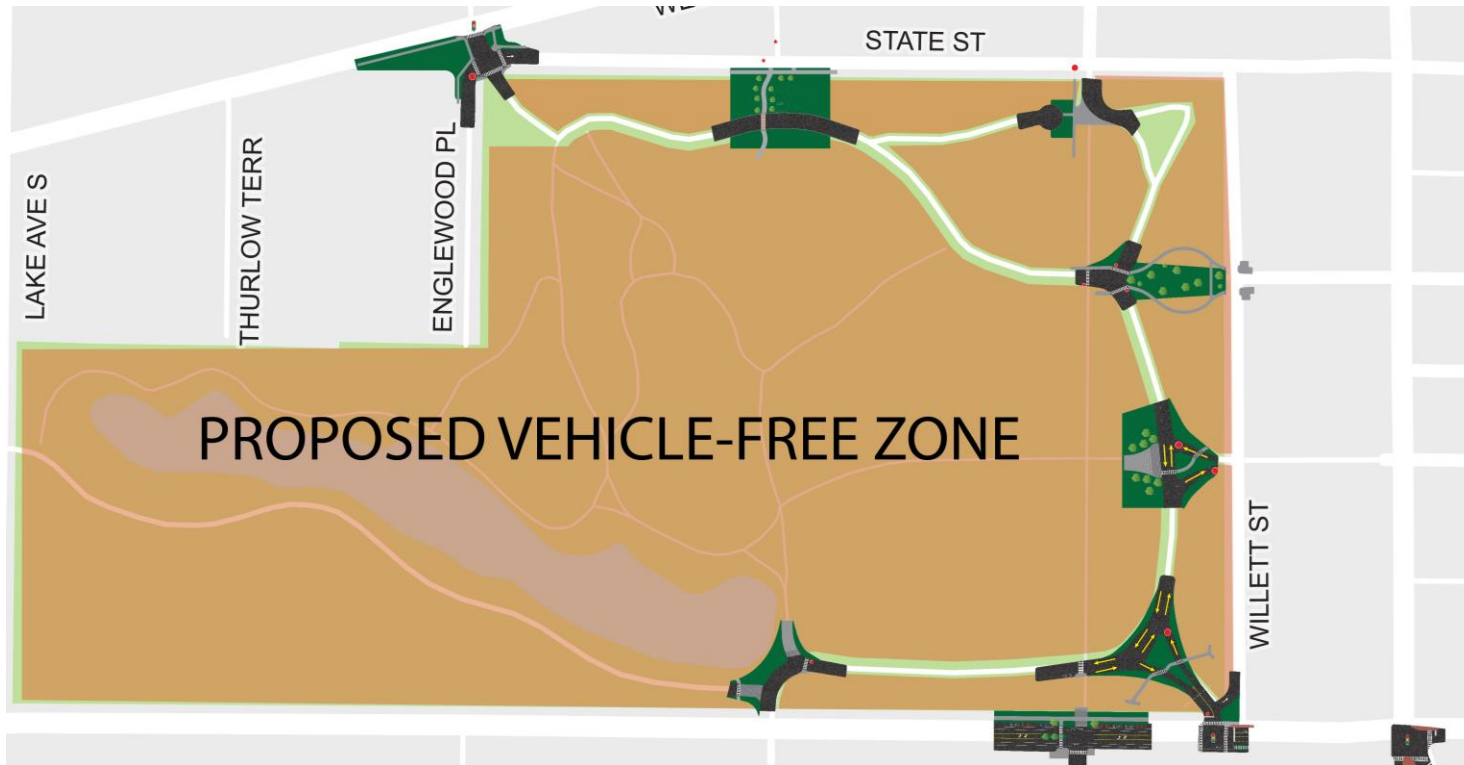 STATE ST
LAKE AVE S
THURLOW TERR
ENGLEWOOD PL
PROPOSED VEHICLE-FREE ZONE
WILLETT ST